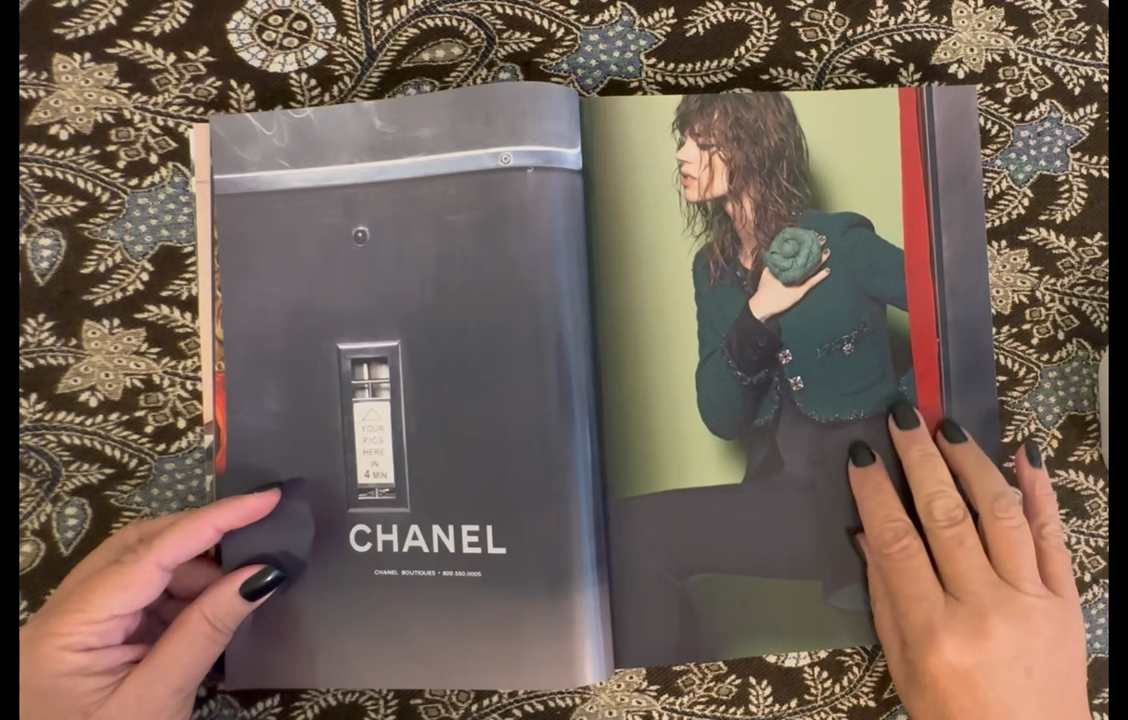 YOUR
PICS
HERE
IN
4 MIN
CHANEL
CHANEL BOUTIQUES • 800.550.0005